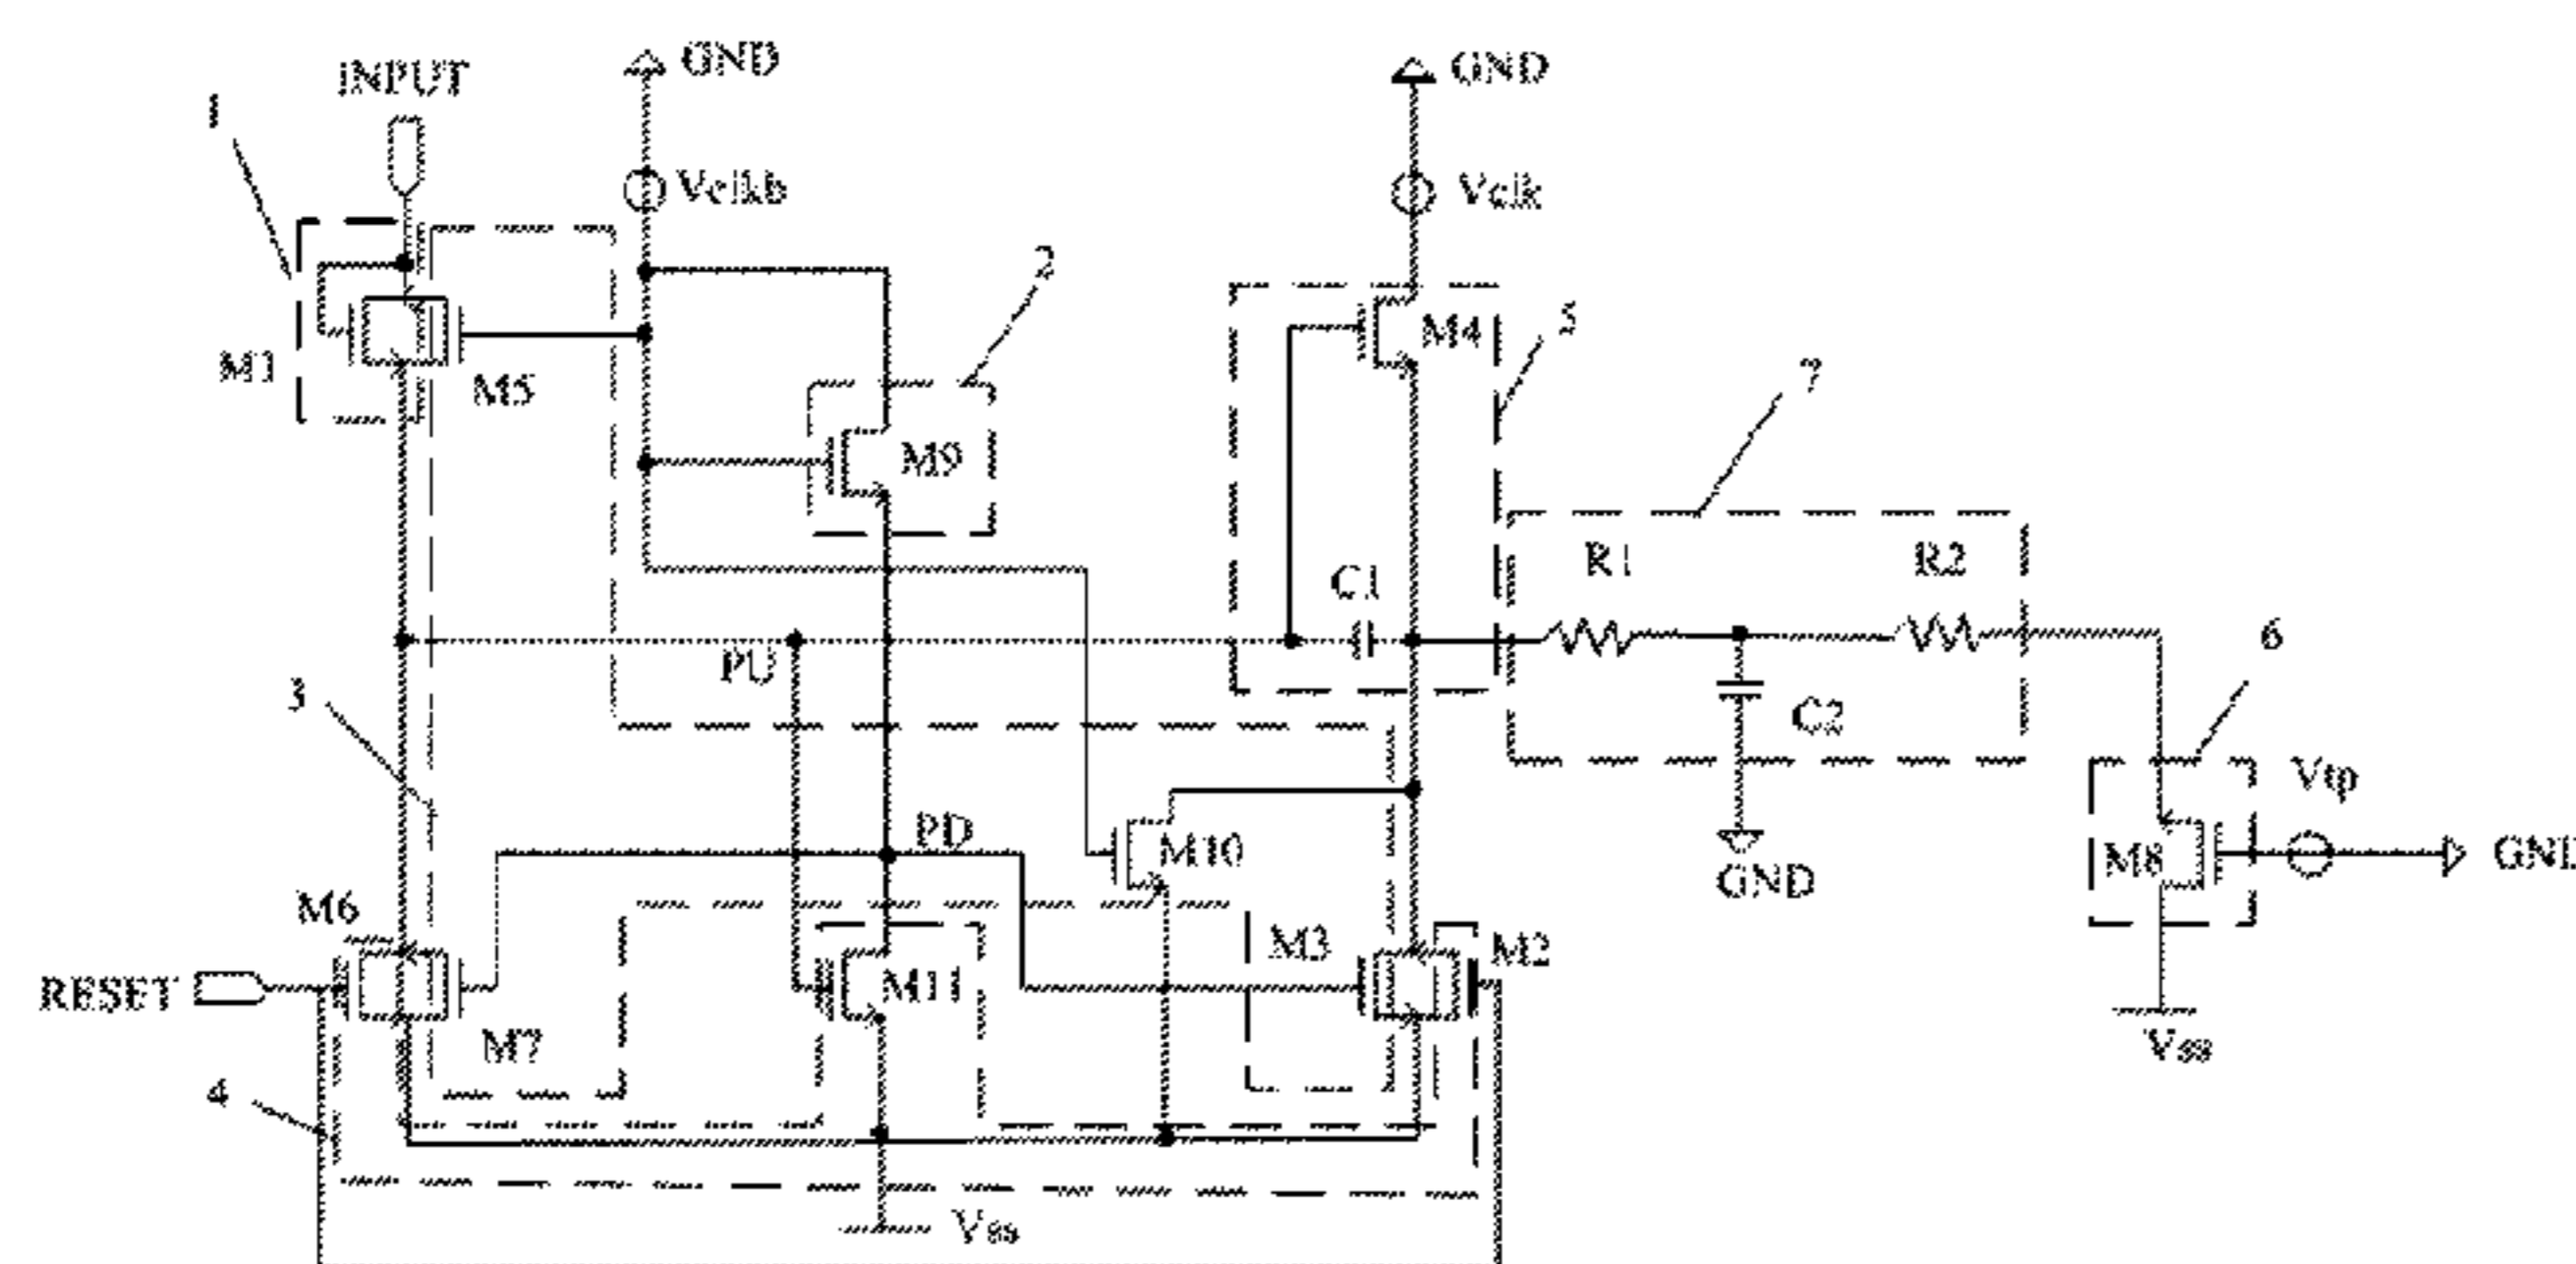 INPUT
GND
GND
1
Vclkb
Vclk
2
M4
5
M1
M5
7
M9
R1
R2
C1
6
PU
3
C2
Vtp
PD
M10
GND
M8
GND
M6
M3
M2
RESET
M11
M7
4
Vss
Vss